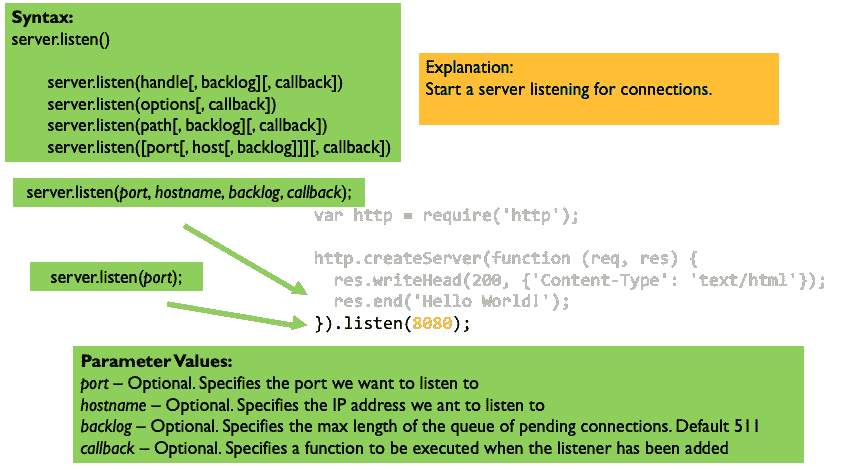 Syntax:
server.listen()
server.listen(handle[, backlog][, callback])
server.listen(options[, callback])
server.listen(path[, backlog][, callback])
server.listen([port[, host[, backlog]]][, callback])
Explanation:
Start a server listening for connections.
server.listen(port, hostname, backlog, callback);
server.listen(port);
var http = require('http');
http.createServer(function (req, res) {
res.writeHead(200, {'Content-Type': 'text/html'});
res.end('Hello World!');
}).listen(8080);
Parameter Values:
port – Optional. Specifies the port we want to listen to
hostname – Optional. Specifies the IP address we ant to listen to
backlog – Optional. Specifies the max length of the queue of pending connections. Default 511
callback – Optional. Specifies a function to be executed when the listener has been added